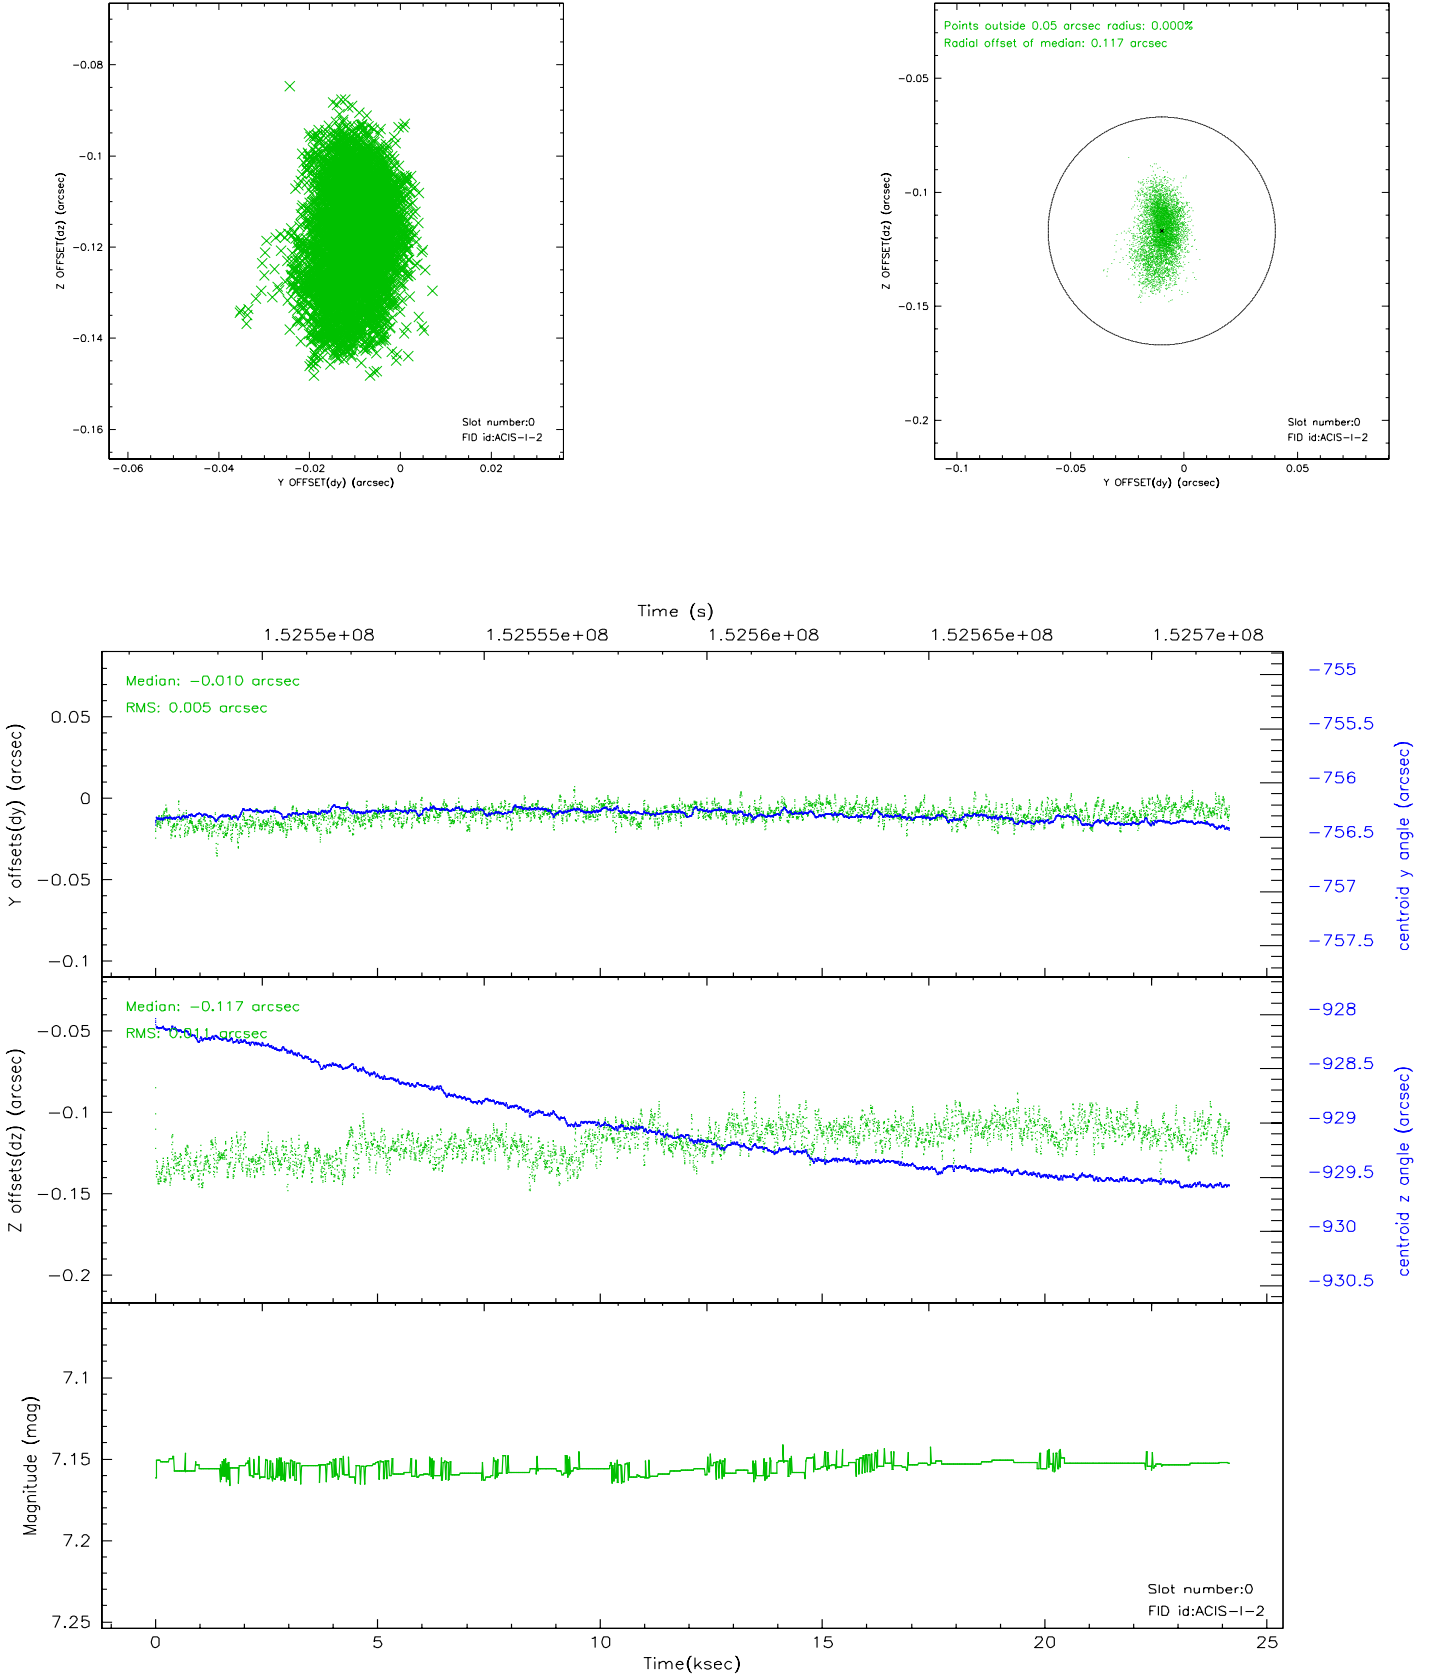 -0.08
-0.1
-0.12
-0.14
-0.16
Z OFFSET(dz) (arcsec)
Slot number:0
FID id:ACIS-I-2
-0.06 -0.04 -0.02 0 0.02
Y OFFSET(dy) (arcsec)
Points outside 0.05 arcsec radius: 0.000%
Radial offset of median: 0.117 arcsec
-0.05
-0.1
-0.15
-0.2
Z OFFSET(dz) (arcsec)
Slot number:0
FID id:ACIS-I-2
-0.1 -0.05 0 0.05
Y OFFSET(dy) (arcsec)
Time (s)
1.5255e+08 1.52555e+08 1.5256e+08 1.52565e+08 1.5257e+08
Median: -0.010 arcsec
RMS: 0.005 arcsec
0.05
0
-0.05
-0.1
Y offsets(dy) (arcsec)
-755
-755.5
-756
-756.5
-757
-757.5
centroid y angle (arcsec)
Median: -0.117 arcsec
RMS: 0.011 arcsec
-0.05
-0.1
-0.15
-0.2
Z offsets(dz) (arcsec)
-928
-928.5
-929
-929.5
-930
-930.5
centroid z angle (arcsec)
7.1
7.15
7.2
7.25
Magnitude (mag)
Slot number:0
FID id:ACIS-I-2
0 5 10 15 20 25
Time(ksec)